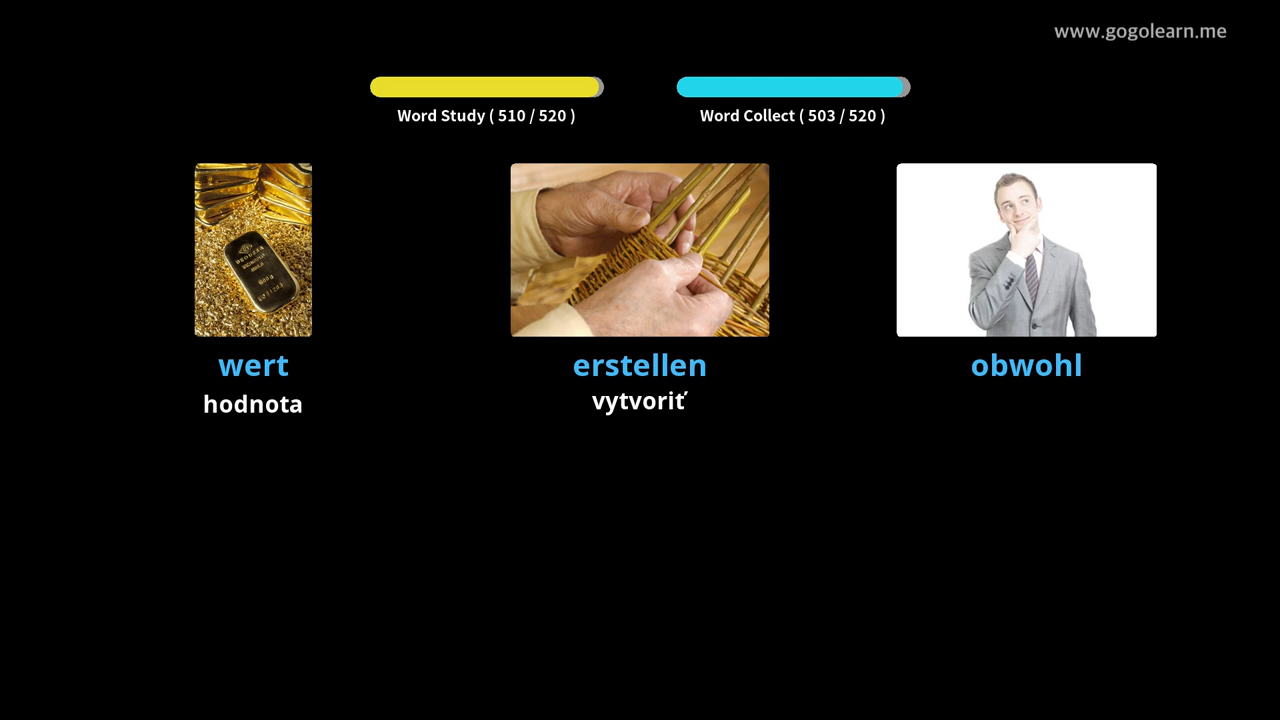 www.gogolearn.me
Word Study ( 510 / 520 )
Word Collect ( 503 / 520 )
wert
erstellen
obwohl
hodnota
vytvoriť